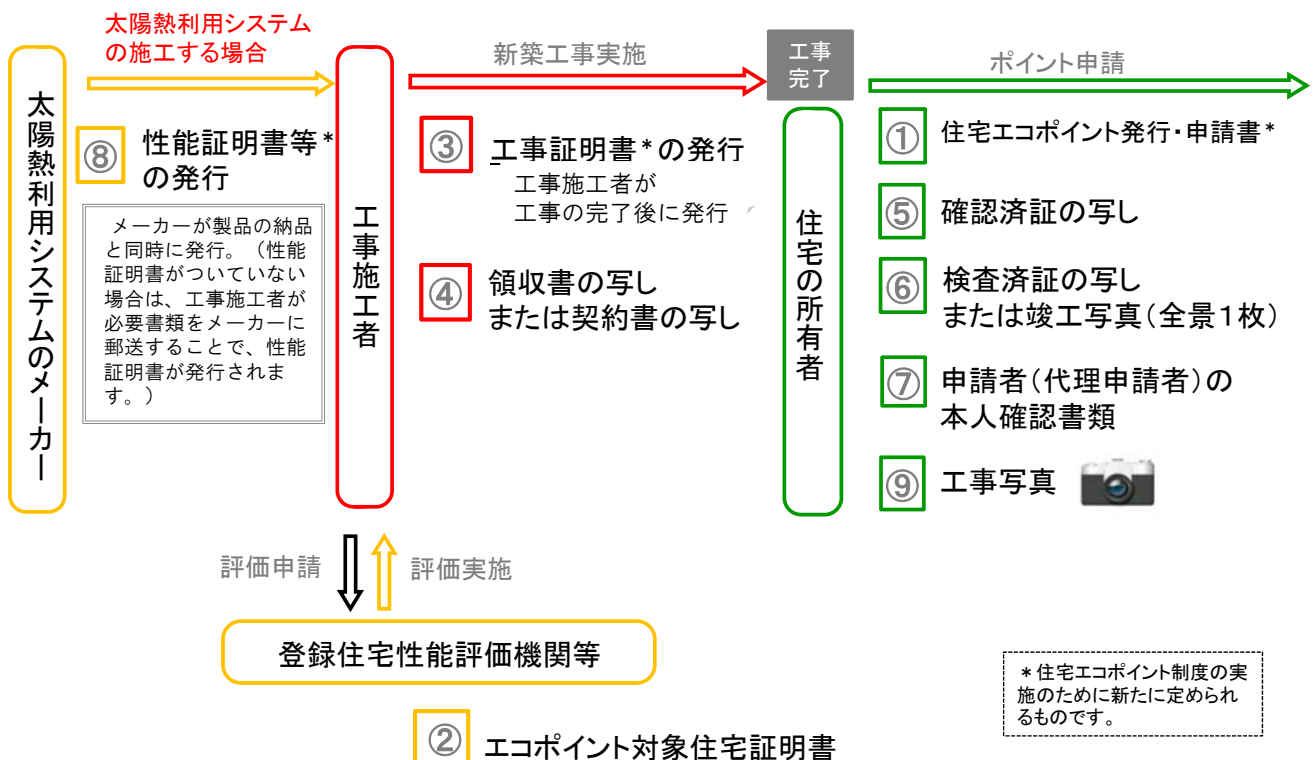 太陽熱利用システム
の施工する場合
新築工事実施
工事
完了
ポイント申請
太陽熱利用システムのメーカー
⑧
性能証明書等*
の発行
メーカーが製品の納品
と同時に発行。（性能
証明書がついていない
場合は、工事施工者が
必要書類をメーカーに
郵送することで、性能
証明書が発行されま
す。）
工事施工者
③
工事証明書*の発行
工事施工者が
工事の完了後に発行
④
領収書の写し
または契約書の写し
住宅の所有者
①
住宅エコポイント発行・申請書*
⑤
確認済証の写し
⑥
検査済証の写し
または竣工写真(全景1枚)
⑦
申請者(代理申請者)の
本人確認書類
⑨
工事写真
評価申請
評価実施
登録住宅性能評価機関等
②
エコポイント対象住宅証明書
＊住宅エコポイント制度の実
施のために新たに定められ
るものです。